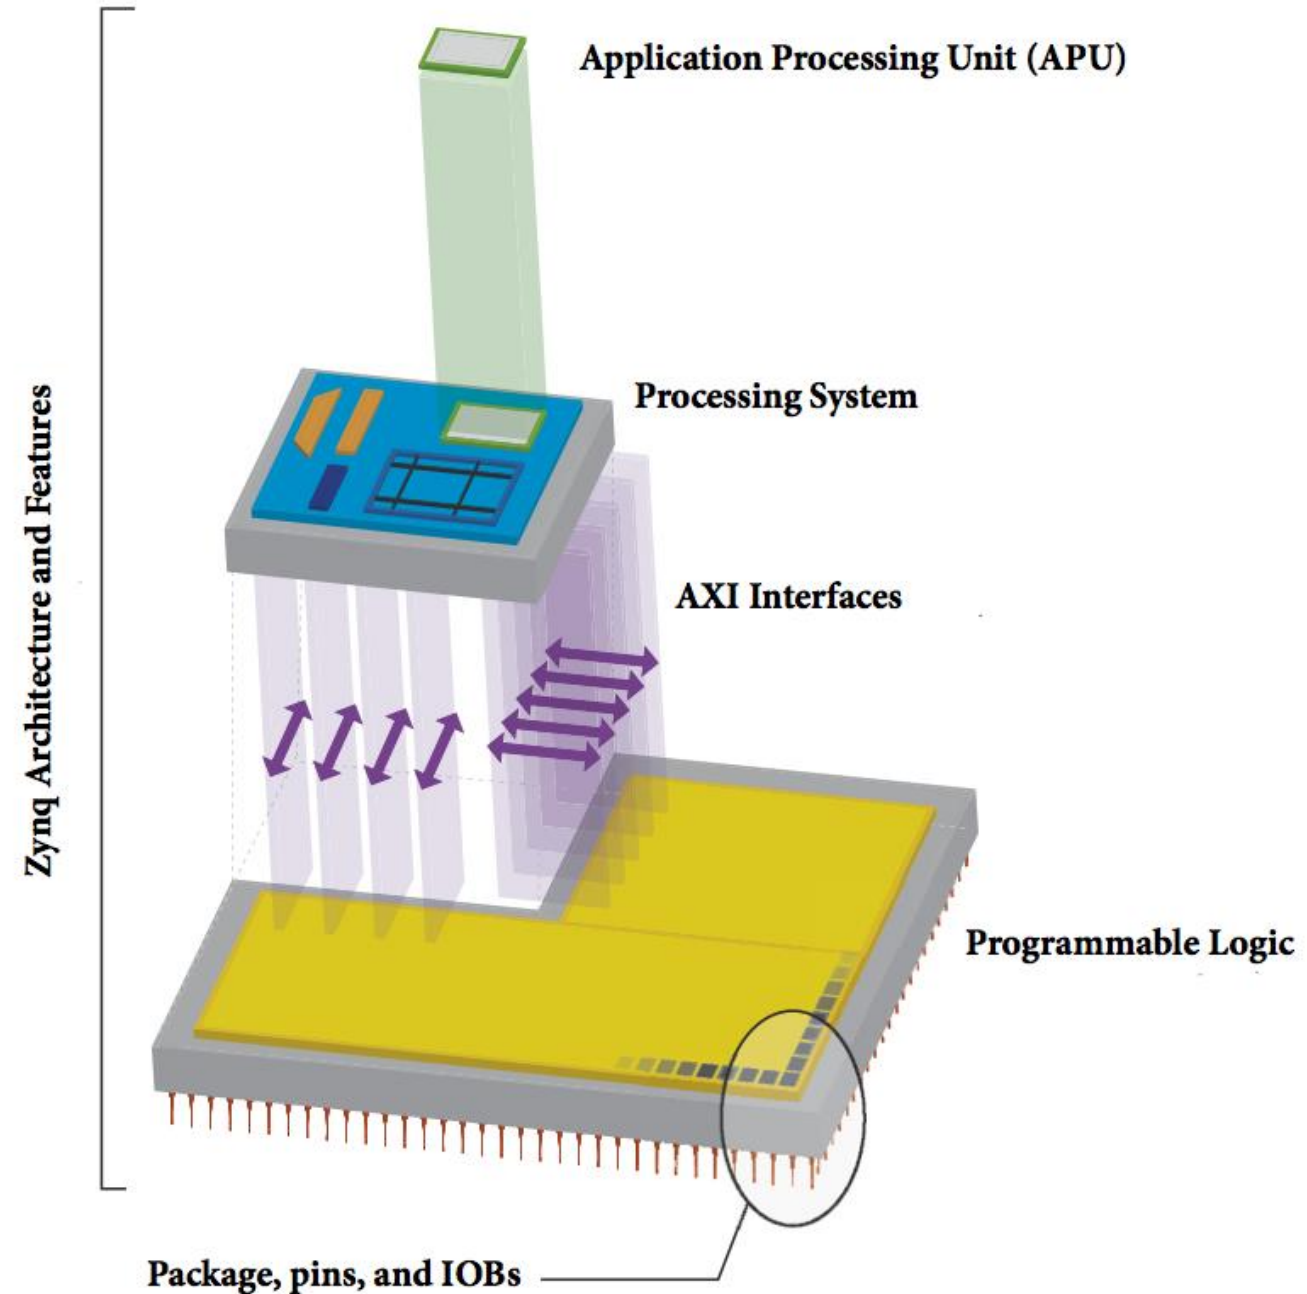 Application Processing Unit (APU)
Processing System
Zynq Architecture and Features
AXI Interfaces
Programmable Logic
Package, pins, and IOBs